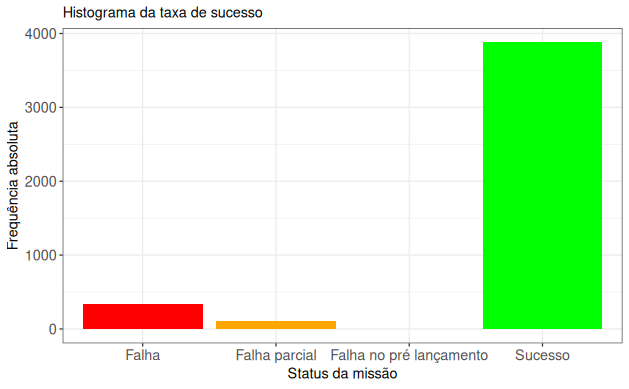 Histograma da taxa de sucesso
Frequência absoluta
4000
3000
2000
1000
0
Falha Falha parcial Falha no pré lançamento Sucesso
Status da missão